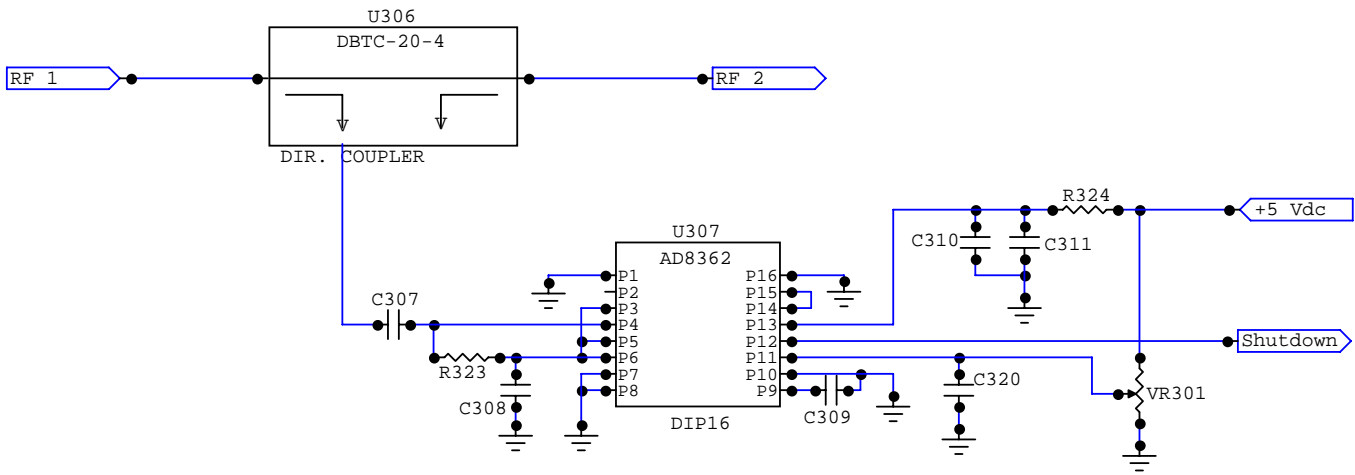 U306
DBTC-20-4
RF 1
RF 2
DIR. COUPLER
R324
+5 Vdc
U307
AD8362
C310
C311
P1
P16
P2
P15
P3
P14
C307
P4
P13
P5
P12
Shutdown
P6
P11
R323
P7
P10
C320
P8
P9
VR301
C308
C309
DIP16